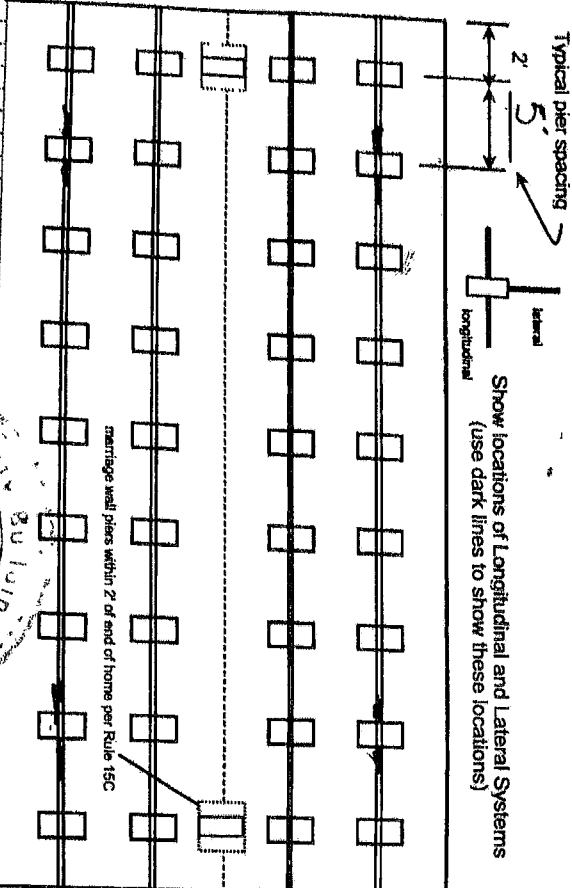 Typical pier spacing
2'
5'
lateral
longitudinal
Show locations of Longitudinal and Lateral Systems
(use dark lines to show these locations)
marriage wall piers within 2' of end of home per Rule 15C